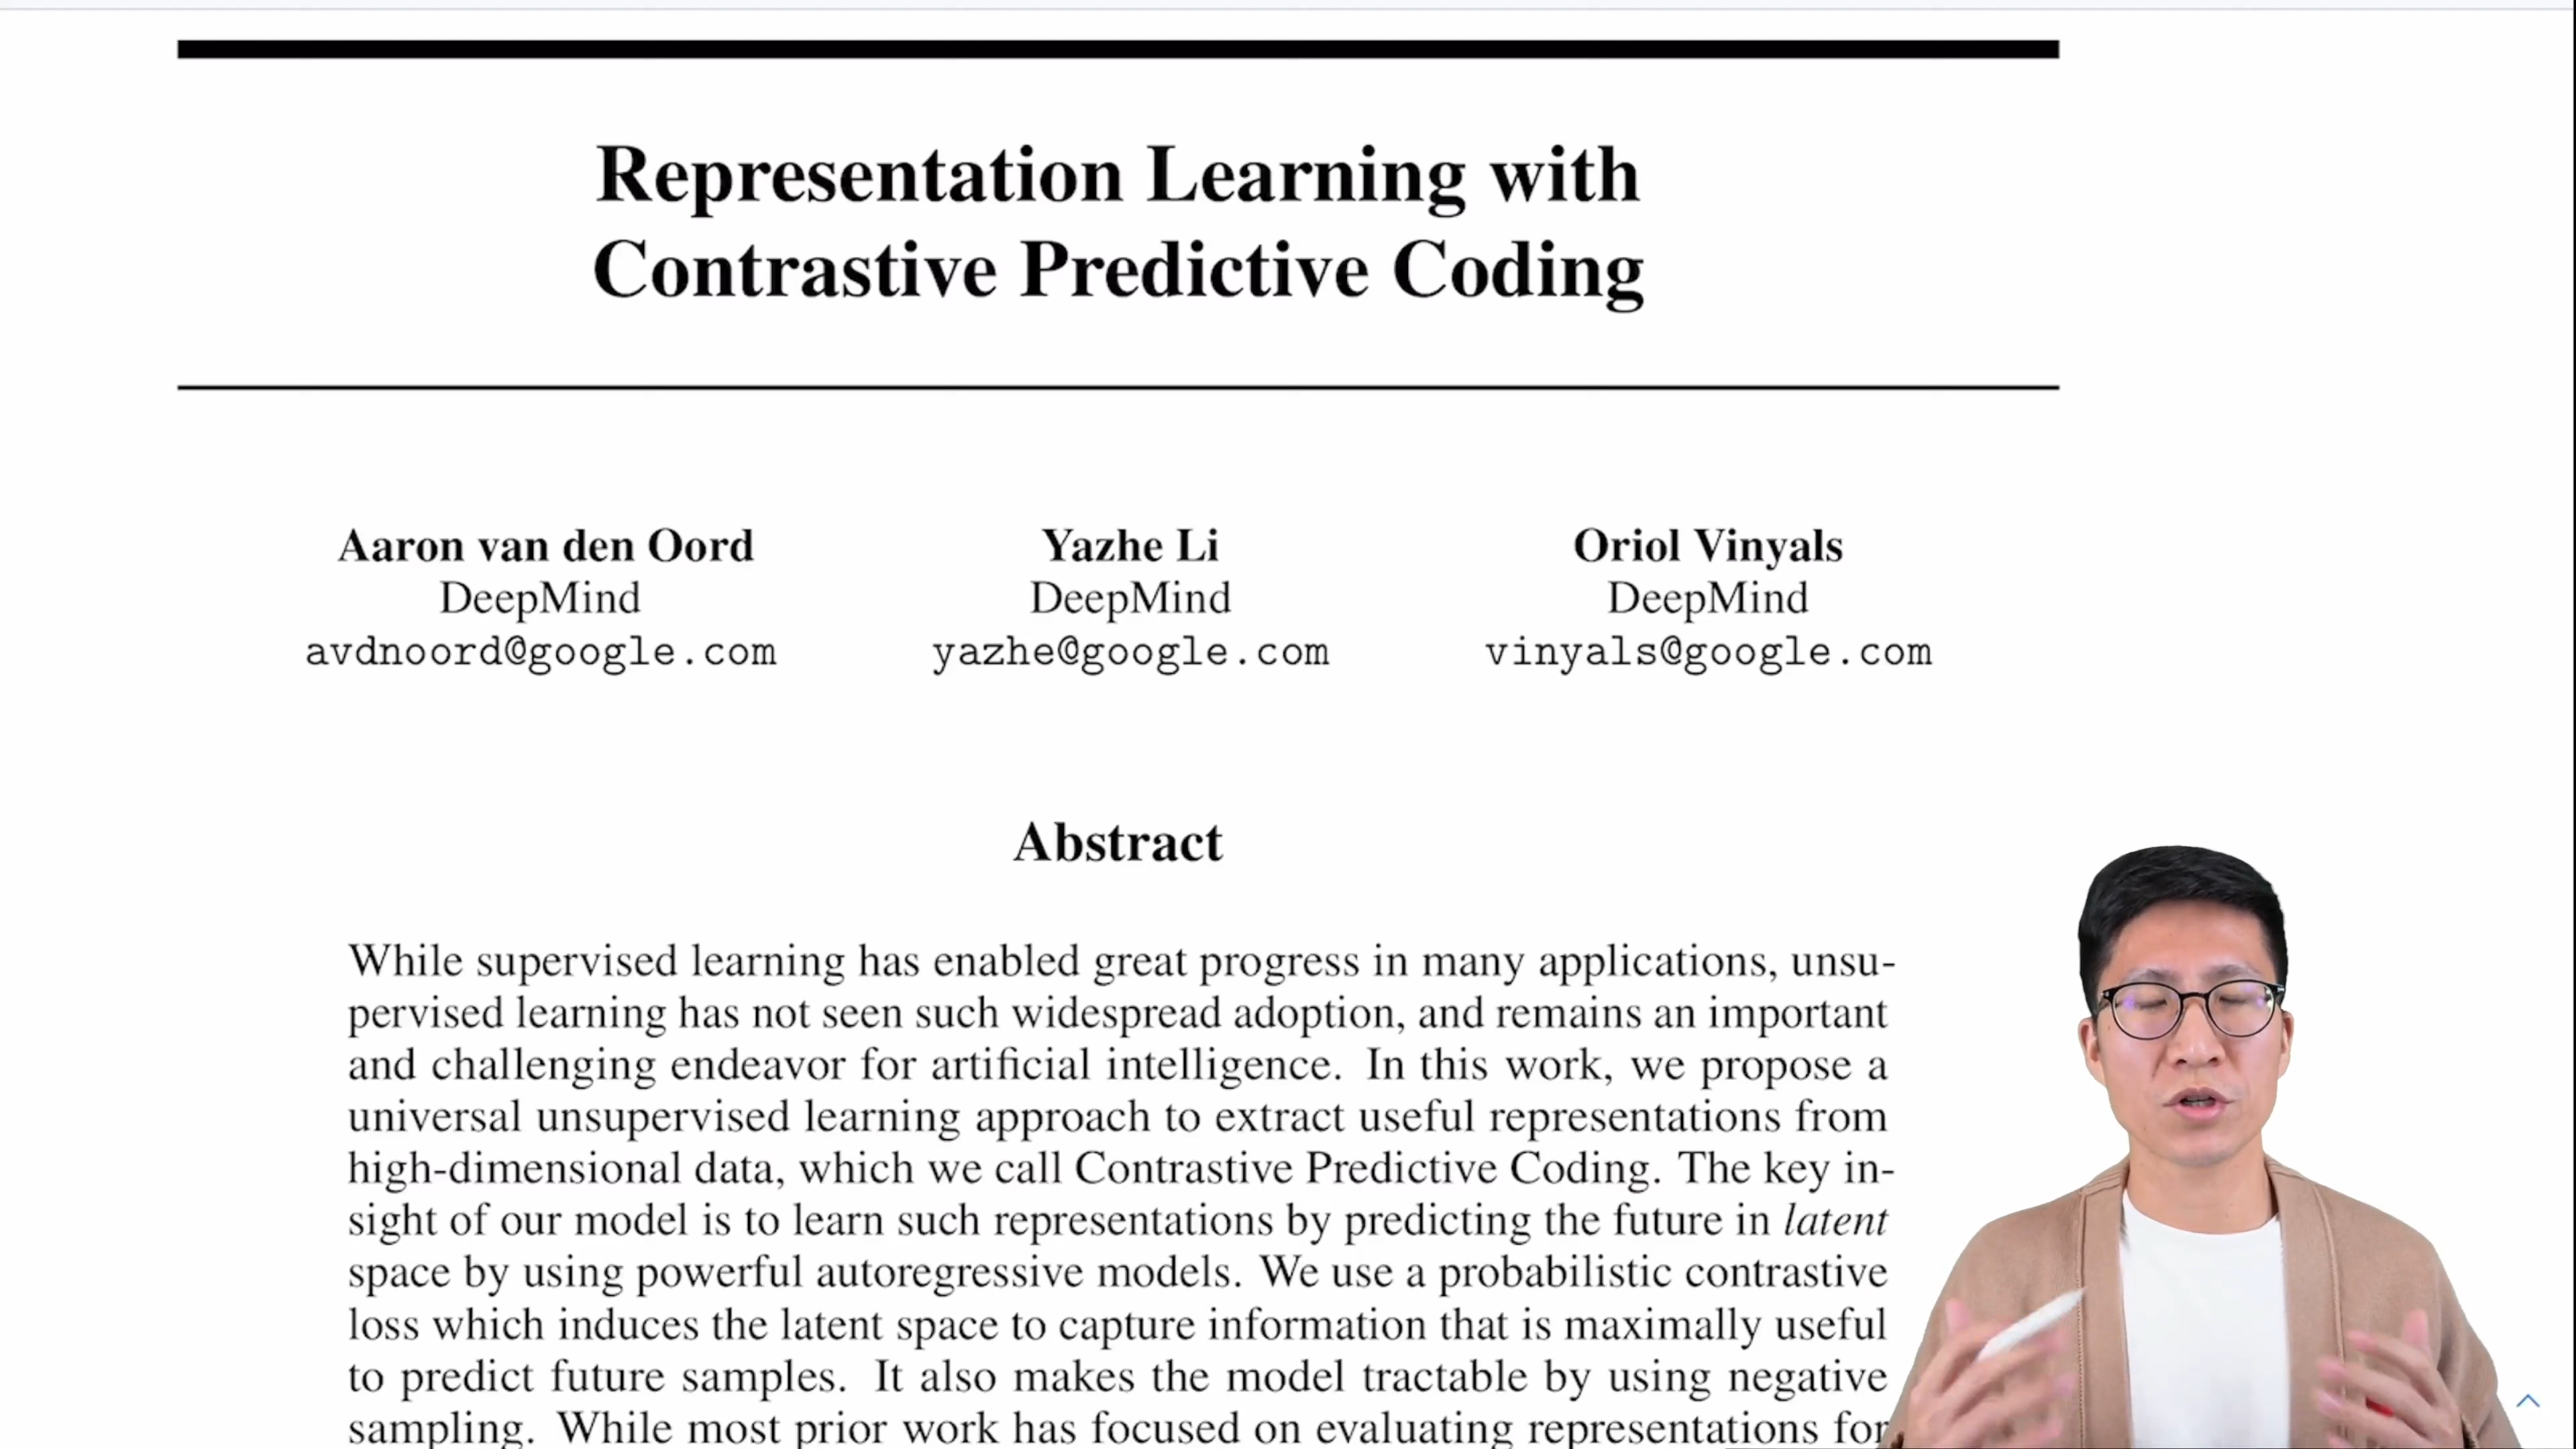 Representation Learning with
Contrastive Predictive Coding
Aaron van den Oord
DeepMind
avdnoord@google.com
Yazhe Li
DeepMind
yazhe@google.com
Oriol Vinyals
DeepMind
vinyals@google.com
Abstract
While supervised learning has enabled great progress in many applications, unsu-
pervised learning has not seen such widespread adoption, and remains an important
and challenging endeavor for artificial intelligence. In this work, we propose a
universal unsupervised learning approach to extract useful representations from
high-dimensional data, which we call Contrastive Predictive Coding. The key in-
sight of our model is to learn such representations by predicting the future in latent
space by using powerful autoregressive models. We use a probabilistic contrastive
loss which induces the latent space to capture information that is maximally useful
to predict future samples. It also makes the model tractable by using negative
sampling. While most prior work has focused on evaluating representations for